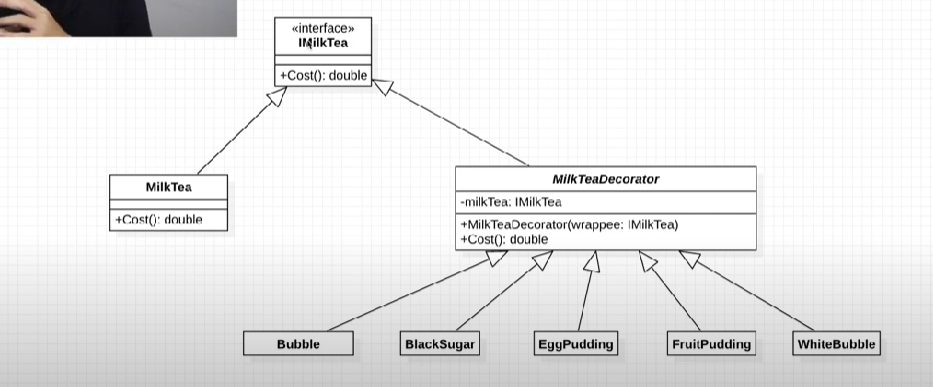 «interface»
IMilkTea
+Cost(): double
MilkTea
+Cost(): double
MilkTeaDecorator
-milkTea: IMilkTea
+MilkTeaDecorator(wrappee: IMilkTea)
+Cost(): double
Bubble
BlackSugar
EggPudding
FruitPudding
WhiteBubble